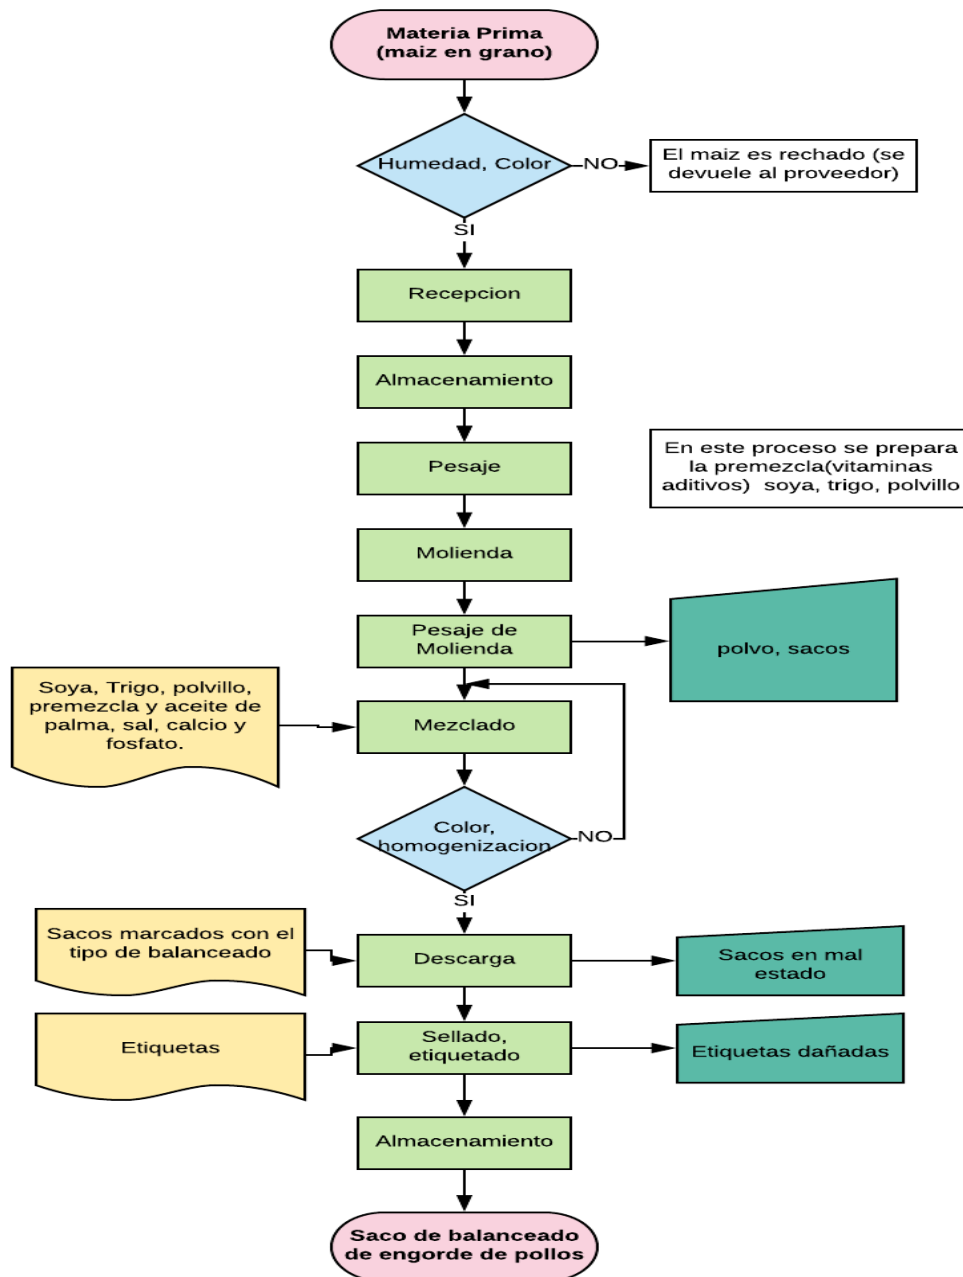 Materia Prima
(maiz en grano)
Humedad, Color
NO
El maiz es rechado (se
devuele al proveedor)
SI
Recepcion
Almacenamiento
Pesaje
En este proceso se prepara
la premezcla(vitaminas
aditivos) soya, trigo, polvillo
Molienda
Pesaje de
Molienda
polvo, sacos
Soya, Trigo, polvillo,
premezcla y aceite de
palma, sal, calcio y
fosfato.
Mezclado
Color,
homogenizacion
NO
SI
Sacos marcados con el
tipo de balanceado
Descarga
Sacos en mal
estado
Etiquetas
Sellado,
etiquetado
Etiquetas dañadas
Almacenamiento
Saco de balanceado
de engorde de pollos